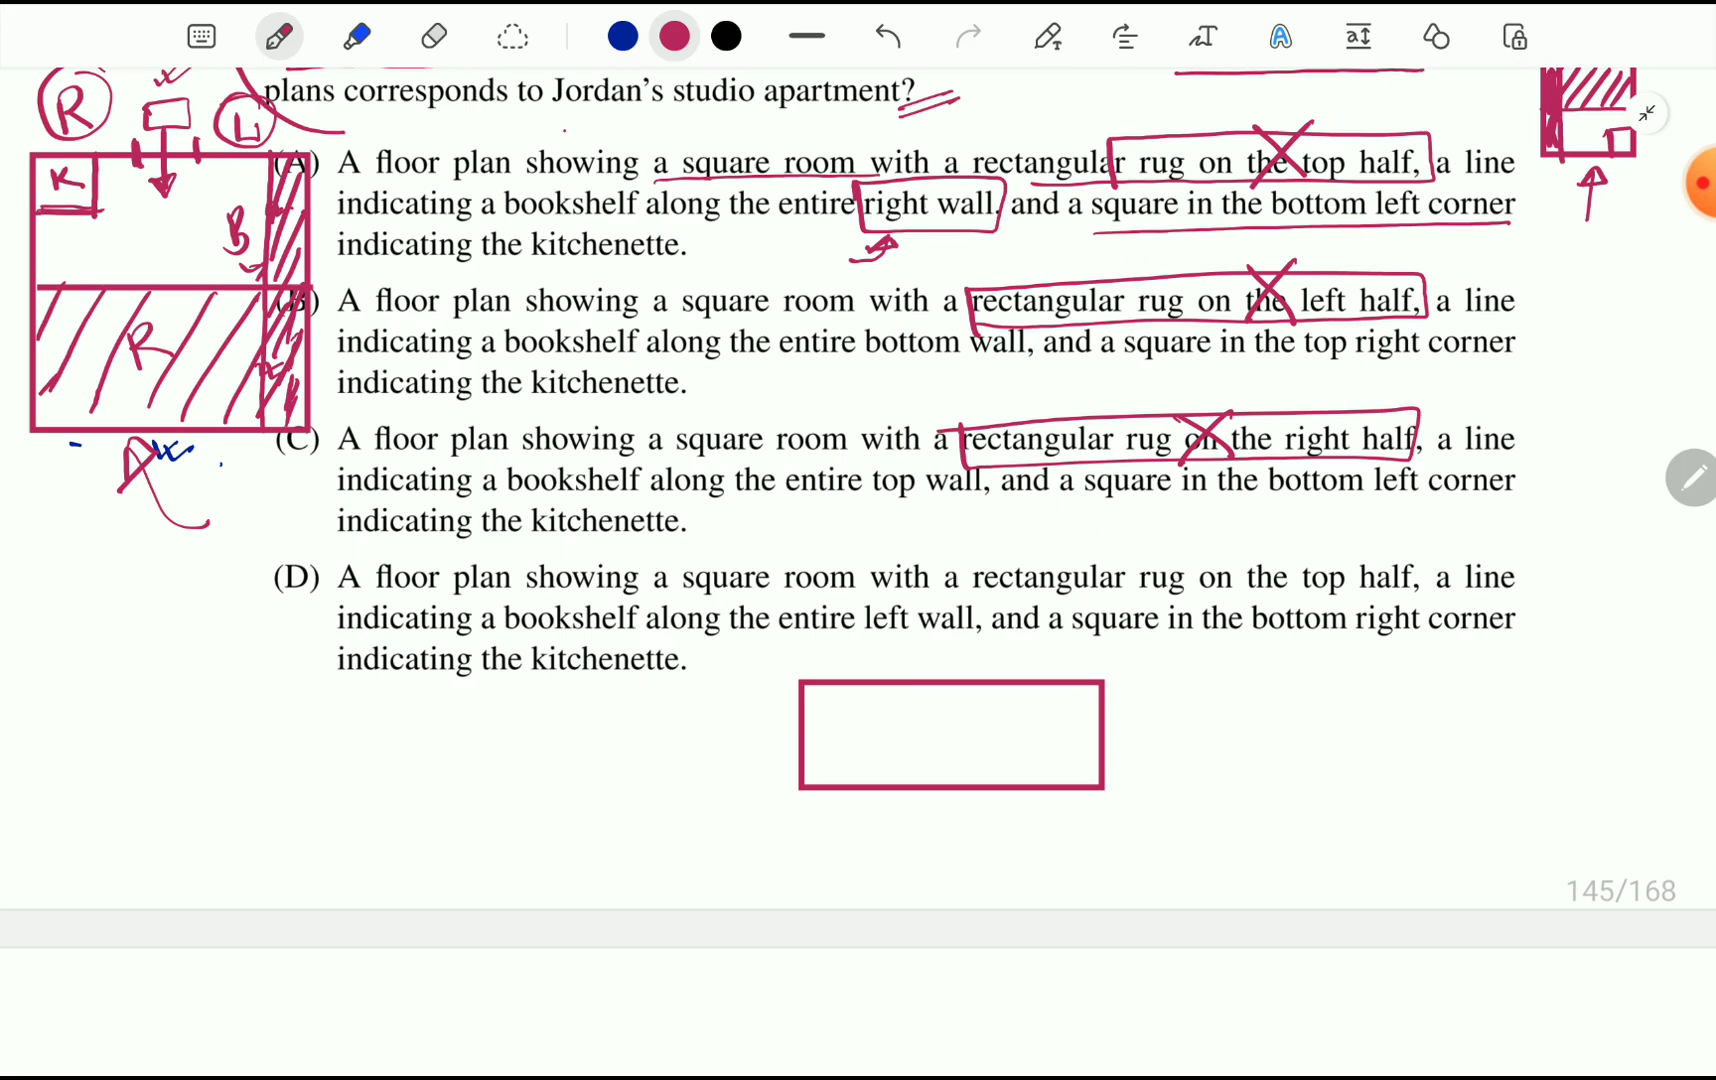 plans corresponds to Jordan's studio apartment?
R
L
(A) A floor plan showing a square room with a rectangular rug on the top half, a line
indicating a bookshelf along the entire right wall, and a square in the bottom left corner
indicating the kitchenette.
K
B
(B) A floor plan showing a square room with a rectangular rug on the left half, a line
indicating a bookshelf along the entire bottom wall, and a square in the top right corner
indicating the kitchenette.
R
(C) A floor plan showing a square room with a rectangular rug on the right half, a line
indicating a bookshelf along the entire top wall, and a square in the bottom left corner
indicating the kitchenette.
(D) A floor plan showing a square room with a rectangular rug on the top half, a line
indicating a bookshelf along the entire left wall, and a square in the bottom right corner
indicating the kitchenette.
145/168